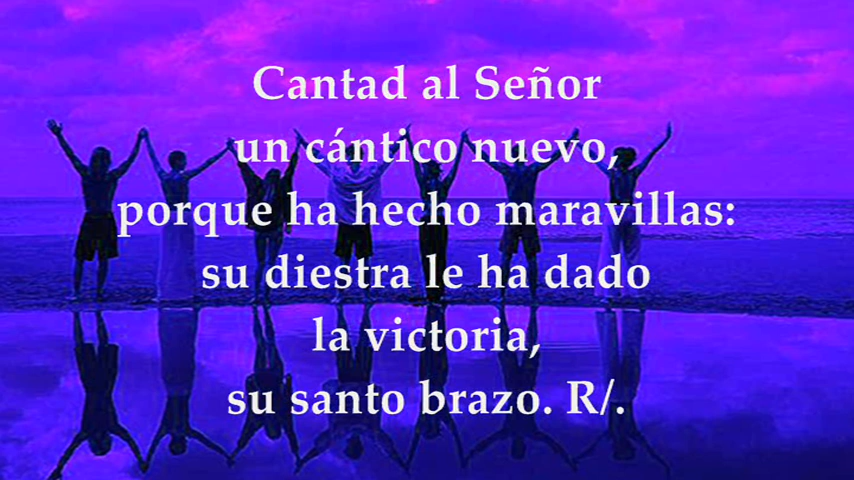 Cantad al Señor
un cántico nuevo,
porque ha hecho maravillas:
su diestra le ha dado
la victoria,
su santo brazo. R/.